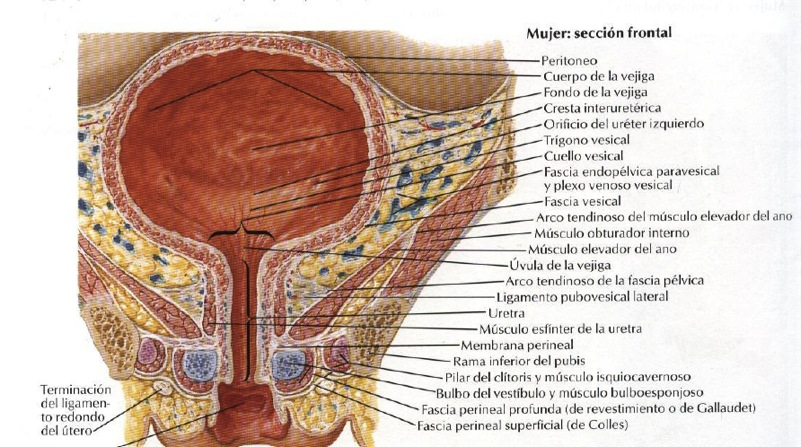 Mujer: sección frontal
Peritoneo
Cuerpo de la vejiga
Fondo de la vejiga
Cresta interuretérica
Orificio del uréter izquierdo
Trígono vesical
Cuello vesical
Fascia endopélvica paravesical
y plexo venoso vesical
Fascia vesical
Arco tendinoso del músculo elevador del ano
Músculo obturador interno
Músculo elevador del ano
Úvula de la vejiga
Arco tendinoso de la fascia pélvica
Ligamento pubovesical lateral
Uretra
Músculo esfínter de la uretra
Membrana perineal
Rama inferior del pubis
Pilar del clítoris y músculo isquiocavernoso
Bulbo del vestíbulo y músculo bulboesponjoso
Fascia perineal profunda (de revestimiento o de Gallaudet)
Fascia perineal superficial (de Colles)
Terminación
del ligamen-
to redondo
del útero